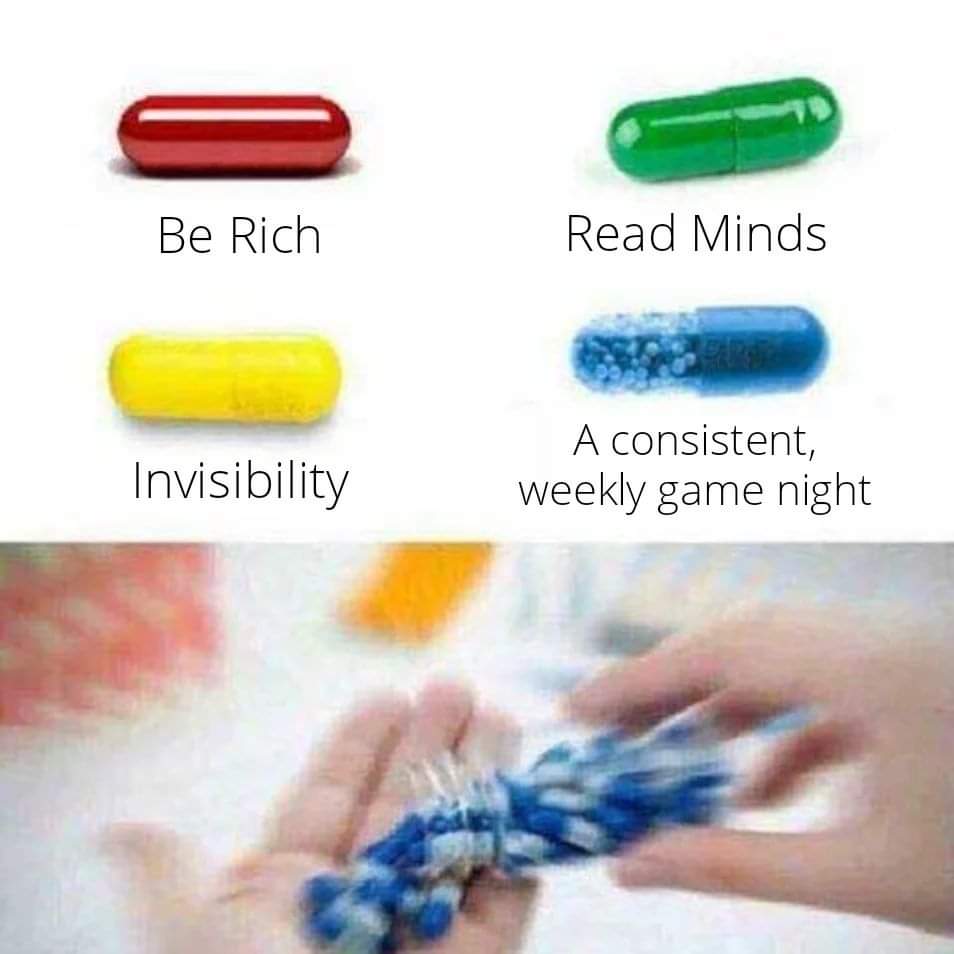 Be Rich
Read Minds
Invisibility
A consistent,
weekly game night